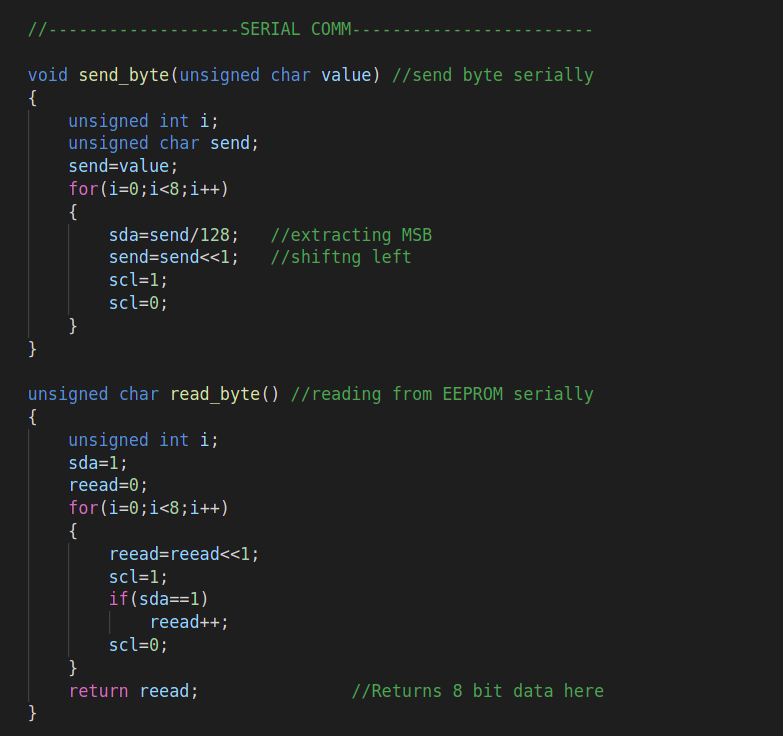 //-------------------SERIAL COMM------------------------
void send_byte(unsigned char value) //send byte serially
{
    unsigned int i;
    unsigned char send;
    send=value;
    for(i=0;i<8;i++)
    {
        sda=send/128;   //extracting MSB
        send=send<<1;   //shiftng left
        scl=1;
        scl=0;
    }
}
unsigned char read_byte() //reading from EEPROM serially
{
    unsigned int i;
    sda=1;
    reead=0;
    for(i=0;i<8;i++)
    {
        reead=reead<<1;
        scl=1;
        if(sda==1)
            reead++;
        scl=0;
    }
    return reead;               //Returns 8 bit data here
}